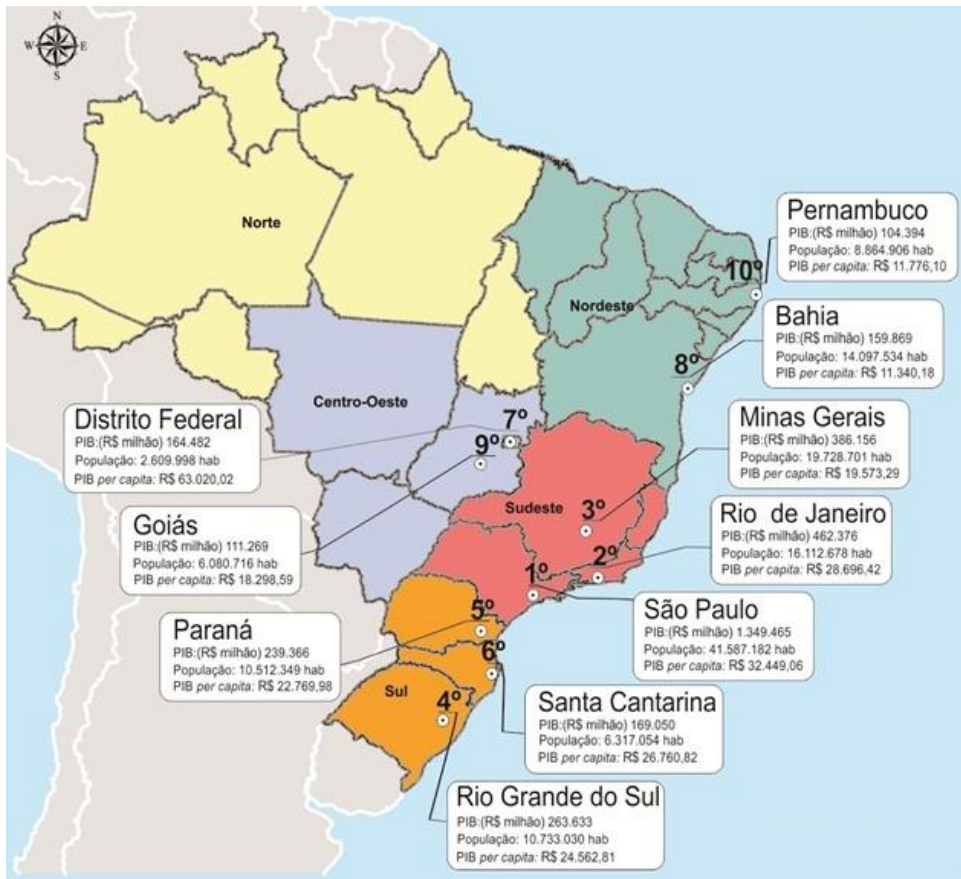 N
W E
S
Norte
Nordeste
Centro-Oeste
Sudeste
Sul
10º
Pernambuco
PIB:(R$ milhão) 104.394
População: 8.864.906 hab
PIB per capita: R$ 11.776,10
8º
Bahia
PIB:(R$ milhão) 159.869
População: 14.097.534 hab
PIB per capita: R$ 11.340,18
7º
Distrito Federal
PIB:(R$ milhão) 164.482
População: 2.609.998 hab
PIB per capita: R$ 63.020,02
3º
Minas Gerais
PIB:(R$ milhão) 386.156
População: 19.728.701 hab
PIB per capita: R$ 19.573,29
9º
Goiás
PIB:(R$ milhão) 111.269
População: 6.080.716 hab
PIB per capita: R$ 18.298,59
2º
Rio de Janeiro
PIB:(R$ milhão) 462.376
População: 16.112.678 hab
PIB per capita: R$ 28.696,42
1º
São Paulo
PIB:(R$ milhão) 1.349.465
População: 41.587.182 hab
PIB per capita: R$ 32.449,06
5º
Paraná
PIB:(R$ milhão) 239.366
População: 10.512.349 hab
PIB per capita: R$ 22.769,98
6º
Santa Cantarina
PIB:(R$ milhão) 169.050
População: 6.317.054 hab
PIB per capita: R$ 26.760,82
4º
Rio Grande do Sul
PIB:(R$ milhão) 263.633
População: 10.733.030 hab
PIB per capita: R$ 24.562,81